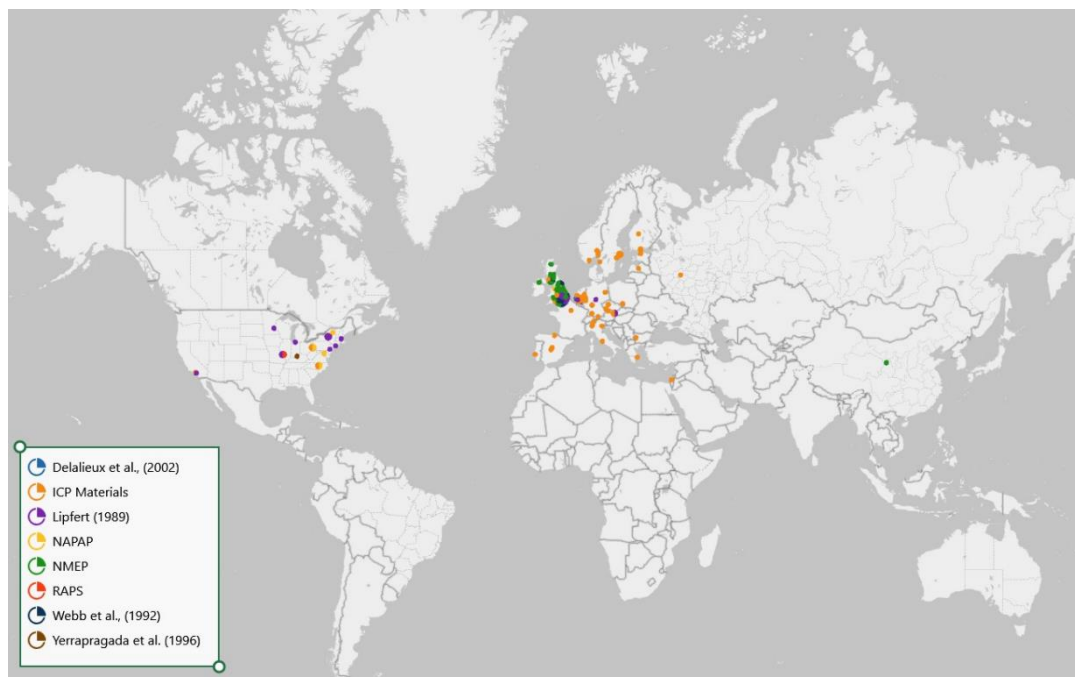 Delalieux et al., (2002)
ICP Materials
Lipfert (1989)
NAPAP
NMEP
RAPS
Webb et al., (1992)
Yerrapragada et al. (1996)